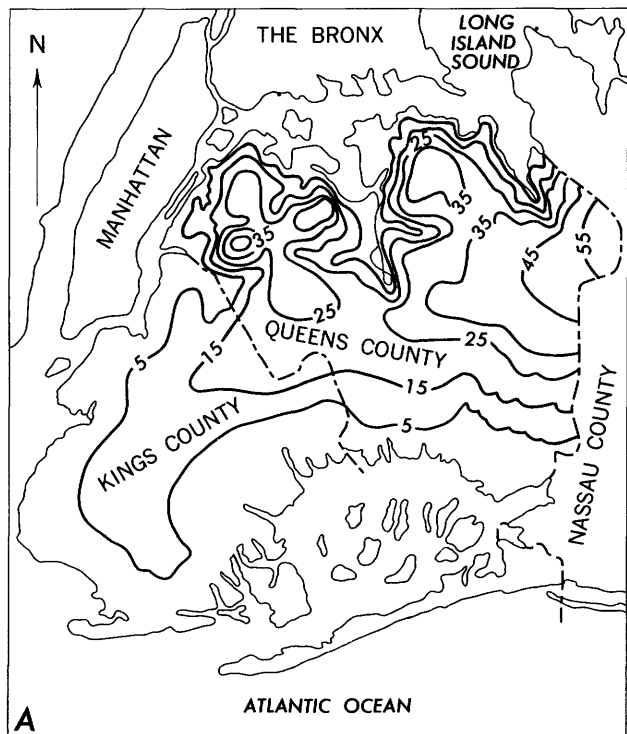 N
THE BRONX
LONG
ISLAND
SOUND
MANHATTAN
25
35
35
35
45
55
25
QUEENS COUNTY
25
5
15
15
5
KINGS COUNTY
NASSAU COUNTY
A
ATLANTIC OCEAN